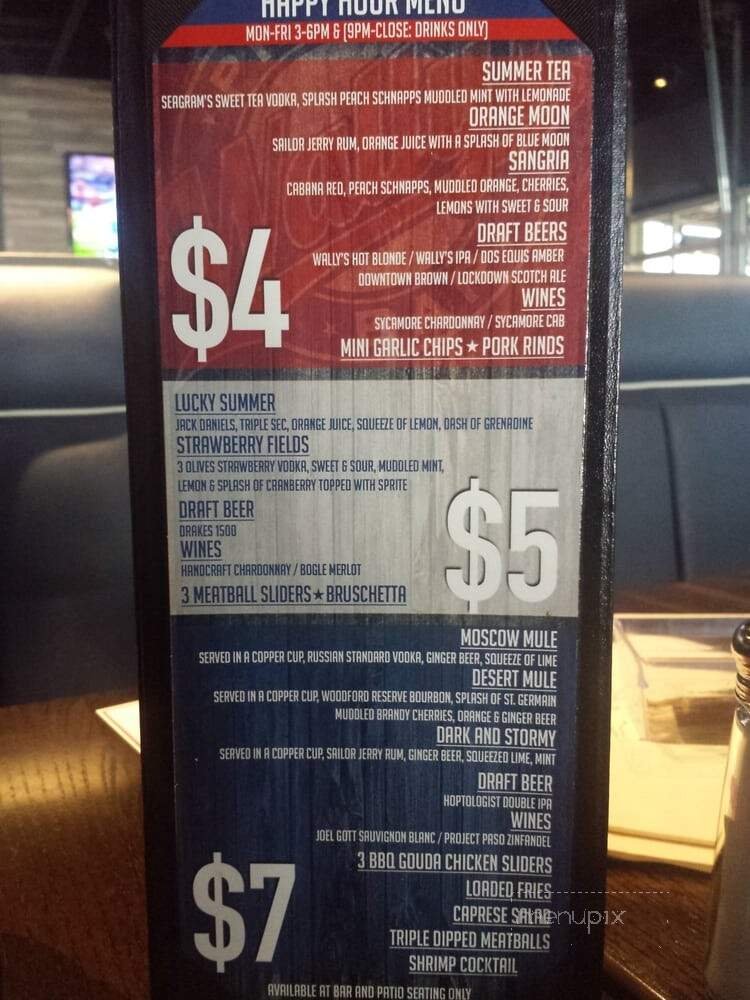 HAPPY HOUR MENU
MON-FRI 3-6PM & (9PM-CLOSE: DRINKS ONLY)
SUMMER TEA
SEAGRAM'S SWEET TEA VODKA, SPLASH PEACH SCHNAPPS MUDDLED MINT WITH LEMONADE
ORANGE MOON
SAILOR JERRY RUM, ORANGE JUICE WITH A SPLASH OF BLUE MOON
SANGRIA
CABANA RED, PEACH SCHNAPPS, MUDDLED ORANGE, CHERRIES,
LEMONS WITH SWEET & SOUR
DRAFT BEERS
WALLY'S HOT BLONDE / WALLY'S IPA / DOS EQUIS AMBER
DOWNTOWN BROWN / LOCKDOWN SCOTCH ALE
WINES
SYCAMORE CHARDONNAY / SYCAMORE CAB
MINI GARLIC CHIPS ★ PORK RINDS
$4
LUCKY SUMMER
JACK DANIELS, TRIPLE SEC, ORANGE JUICE, SQUEEZE OF LEMON, DASH OF GRENADINE
STRAWBERRY FIELDS
3 OLIVES STRAWBERRY VODKA, SWEET & SOUR, MUDDLED MINT,
LEMON & SPLASH OF CRANBERRY TOPPED WITH SPRITE
DRAFT BEER
DRAKES 1500
WINES
HANDCRAFT CHARDONNAY / BOGLE MERLOT
3 MEATBALL SLIDERS ★ BRUSCHETTA
$5
MOSCOW MULE
SERVED IN A COPPER CUP, RUSSIAN STANDARD VODKA, GINGER BEER, SQUEEZE OF LIME
DESERT MULE
SERVED IN A COPPER CUP, WOODFORD RESERVE BOURBON, SPLASH OF ST. GERMAIN
MUDDLED BRANDY CHERRIES, ORANGE & GINGER BEER
DARK AND STORMY
SERVED IN A COPPER CUP, SAILOR JERRY RUM, GINGER BEER, SQUEEZED LIME, MINT
DRAFT BEER
HOPTOLOGIST DOUBLE IPA
WINES
JOEL GOTT SAUVIGNON BLANC / PROJECT PASO ZINFANDEL
3 BBQ GOUDA CHICKEN SLIDERS
LOADED FRIES
CAPRESE SALAD
menupix
TRIPLE DIPPED MEATBALLS
SHRIMP COCKTAIL
$7
AVAILABLE AT BAR AND PATIO SEATING ONLY